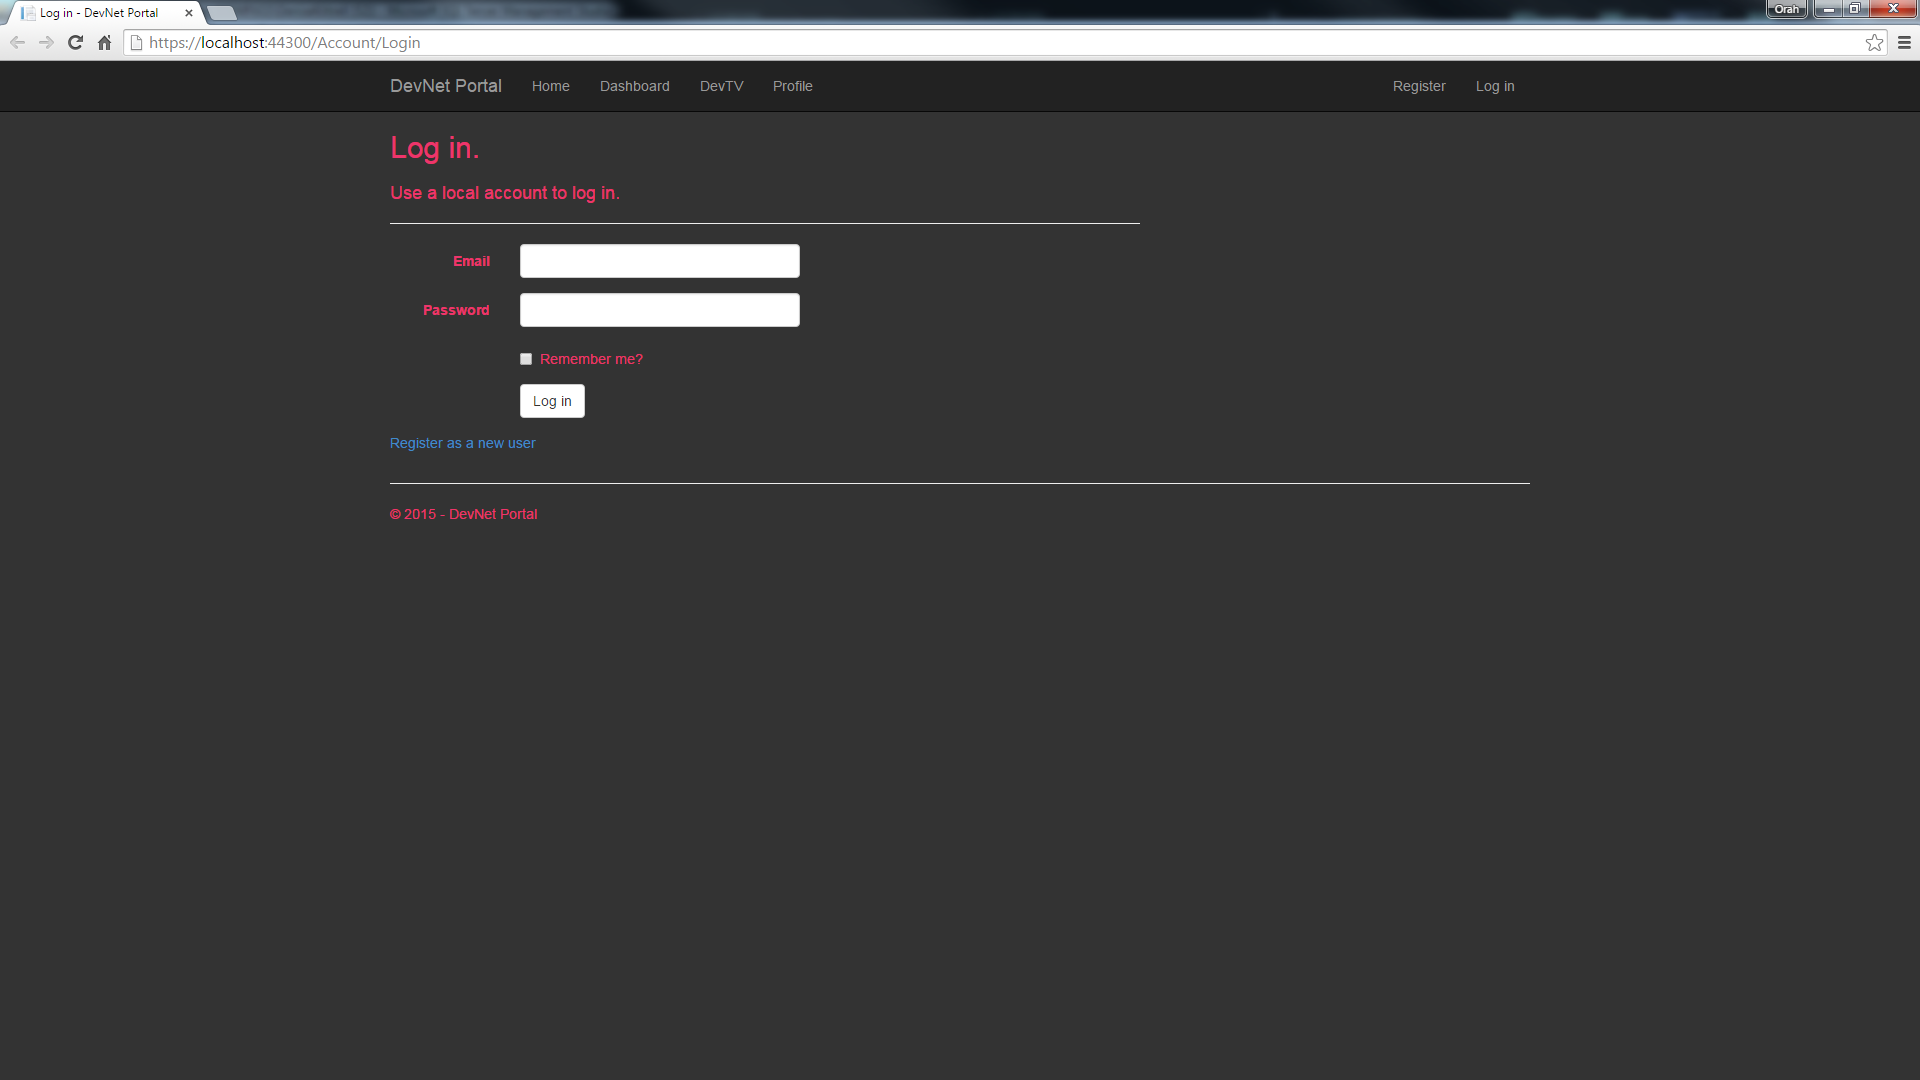 Log in - DevNet Portal
Orah
https://localhost:44300/Account/Login
DevNet Portal Home Dashboard DevTV Profile Register Log in
Log in.
Use a local account to log in.
Email
Password
Remember me?
Log in
Register as a new user
© 2015 - DevNet Portal